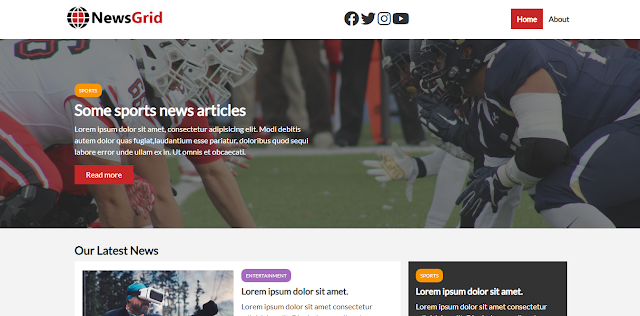 NewsGrid
Home
About
SPORTS
Some sports news articles
Lorem ipsum dolor sit amet, consectetur adipisicing elit. Modi debitis
autem dolor quas fugiat,laudantium esse pariatur, doloribus quod sequi
labore error unde ullam ex in. Ut omnis et obcaecati.
Read more
Our Latest News
ENTERTAINMENT
Lorem ipsum dolor sit amet.
Lorem ipsum dolor sit amet, consectetur
SPORTS
Lorem ipsum dolor sit amet.
Lorem ipsum dolor sit amet, consectetur